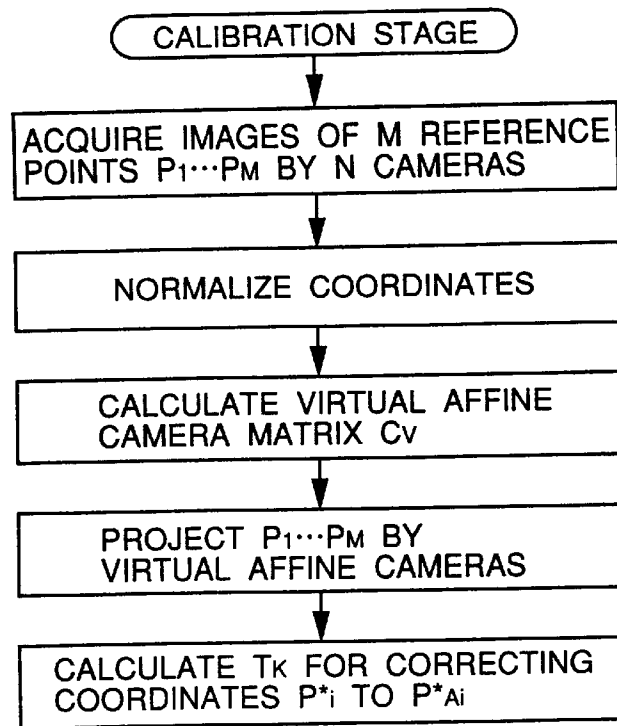 CALIBRATION STAGE
ACQUIRE IMAGES OF M REFERENCE
POINTS P1···PM BY N CAMERAS
NORMALIZE COORDINATES
CALCULATE VIRTUAL AFFINE
CAMERA MATRIX CV
PROJECT P1···PM BY
VIRTUAL AFFINE CAMERAS
CALCULATE TK FOR CORRECTING
COORDINATES P*i TO P*Ai